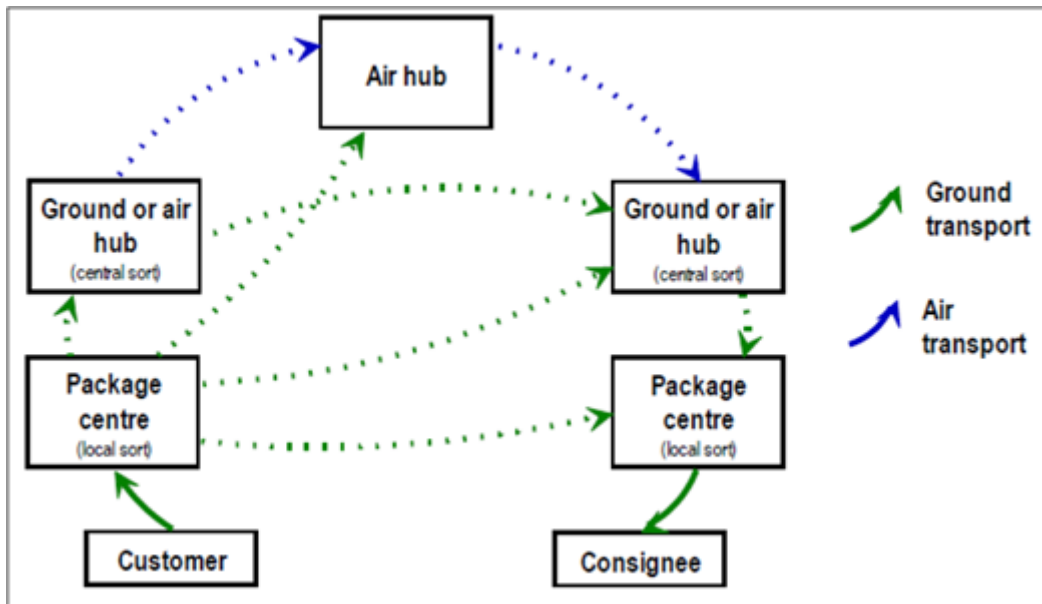 Air hub
Ground or air
hub
(central sort)
Ground or air
hub
(central sort)
Ground
transport
Air
transport
Package
centre
(local sort)
Package
centre
(local sort)
Customer
Consignee